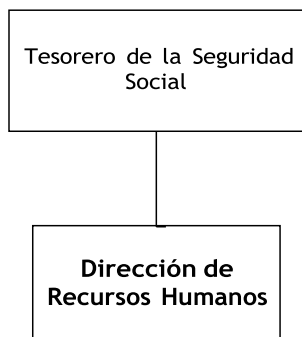 Tesorero de la Seguridad
Social
Dirección de
Recursos Humanos